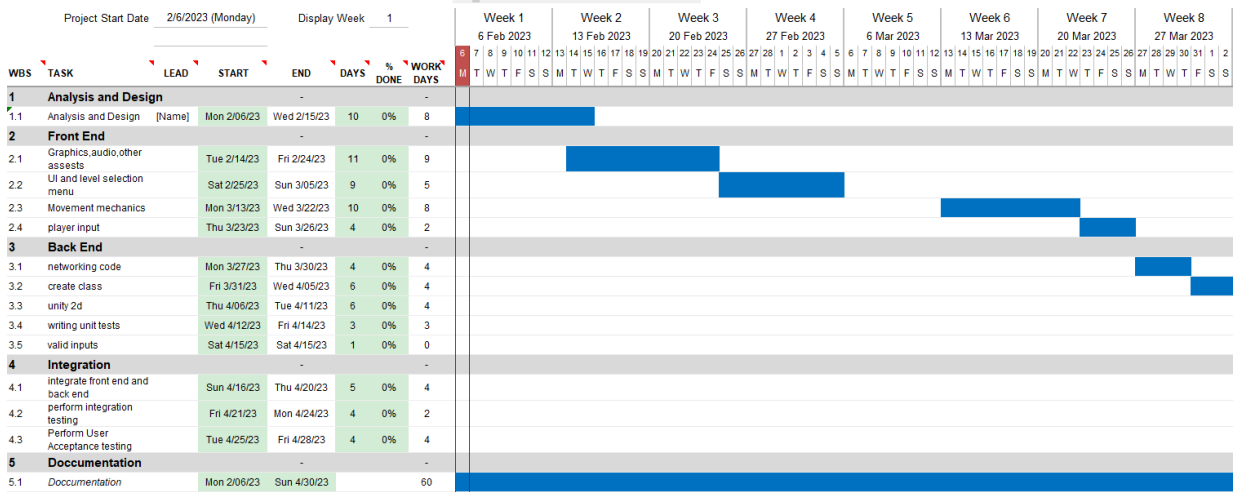 Project Start Date 2/6/2023 (Monday) Display Week 1 Week 1 Week 2 Week 3 Week 4 Week 5 Week 6 Week 7 Week 8
6 Feb 2023 13 Feb 2023 20 Feb 2023 27 Feb 2023 6 Mar 2023 13 Mar 2023 20 Mar 2023 27 Mar 2023
6 7 8 9 10 11 12 13 14 15 16 17 18 19 20 21 22 23 24 25 26 27 28 1 2 3 4 5 6 7 8 9 10 11 12 13 14 15 16 17 18 19 20 21 22 23 24 25 26 27 28 29 30 31 1 2
WBS TASK LEAD START END DAYS % DONE WORK DAYS M T W T F S S M T W T F S S M T W T F S S M T W T F S S M T W T F S S M T W T F S S M T W T F S S M T W T F S S
1 Analysis and Design - -
1.1 Analysis and Design [Name] Mon 2/06/23 Wed 2/15/23 10 0% 8
2 Front End - -
2.1 Graphics,audio,other assests Tue 2/14/23 Fri 2/24/23 11 0% 9
2.2 UI and level selection menu Sat 2/25/23 Sun 3/05/23 9 0% 5
2.3 Movement mechanics Mon 3/13/23 Wed 3/22/23 10 0% 8
2.4 player input Thu 3/23/23 Sun 3/26/23 4 0% 2
3 Back End - -
3.1 networking code Mon 3/27/23 Thu 3/30/23 4 0% 4
3.2 create class Fri 3/31/23 Wed 4/05/23 6 0% 4
3.3 unity 2d Thu 4/06/23 Tue 4/11/23 6 0% 4
3.4 writing unit tests Wed 4/12/23 Fri 4/14/23 3 0% 3
3.5 valid inputs Sat 4/15/23 Sat 4/15/23 1 0% 0
4 Integration - -
4.1 integrate front end and back end Sun 4/16/23 Thu 4/20/23 5 0% 4
4.2 perform integration testing Fri 4/21/23 Mon 4/24/23 4 0% 2
4.3 Perform User Acceptance testing Tue 4/25/23 Fri 4/28/23 4 0% 4
5 Doccumentation - -
5.1 Doccumentation Mon 2/06/23 Sun 4/30/23 60